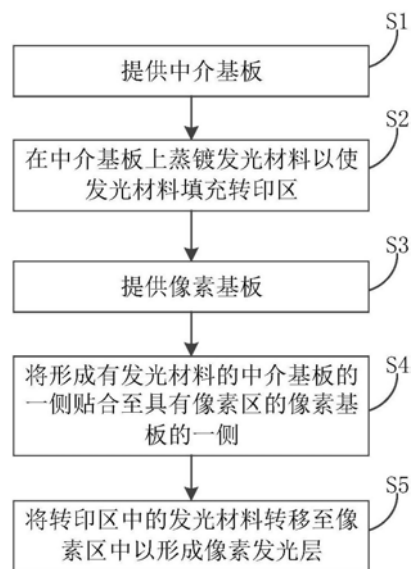 S1
提供中介基板
S2
在中介基板上蒸镀发光材料以使
发光材料填充转印区
S3
提供像素基板
S4
将形成有发光材料的中介基板的
一侧贴合至具有像素区的像素基
板的一侧
S5
将转印区中的发光材料转移至像
素区中以形成像素发光层